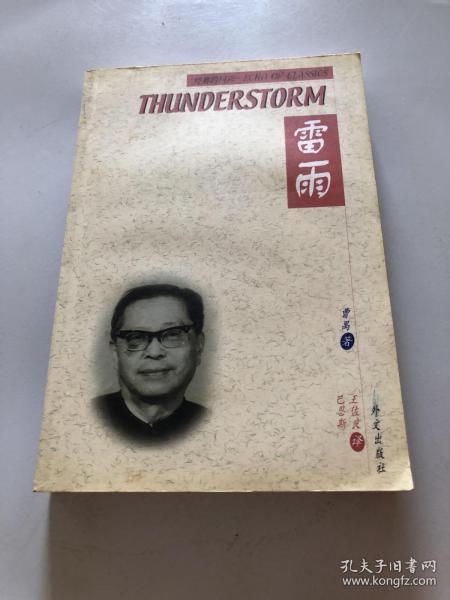 经典的回声·ECHO OF CLASSICS
THUNDERSTORM
雷雨
曹禺 著
王佐良
巴恩斯 译
外文出版社
孔夫子旧书网
www.kongfz.com